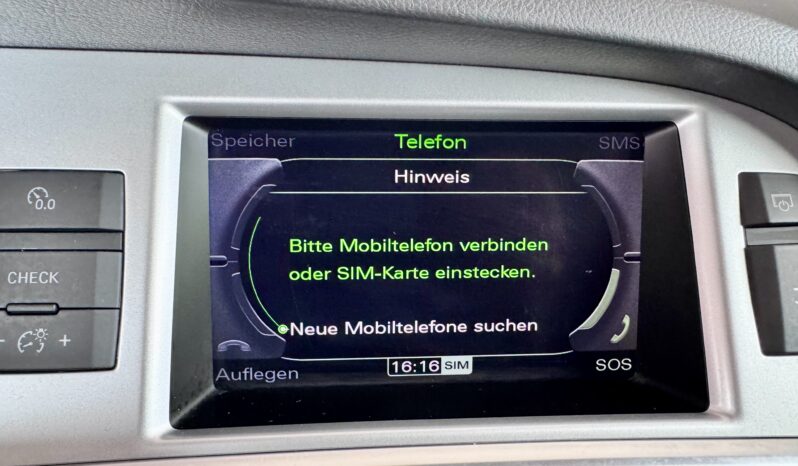 Speicher Telefon SMS
Hinweis
0.0
Bitte Mobiltelefon verbinden
oder SIM-Karte einstecken.
CHECK
Neue Mobiltelefone suchen
- +
Auflegen 16:16 SIM SOS